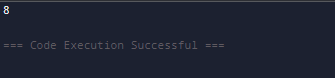 8
=== Code Execution Successful ===